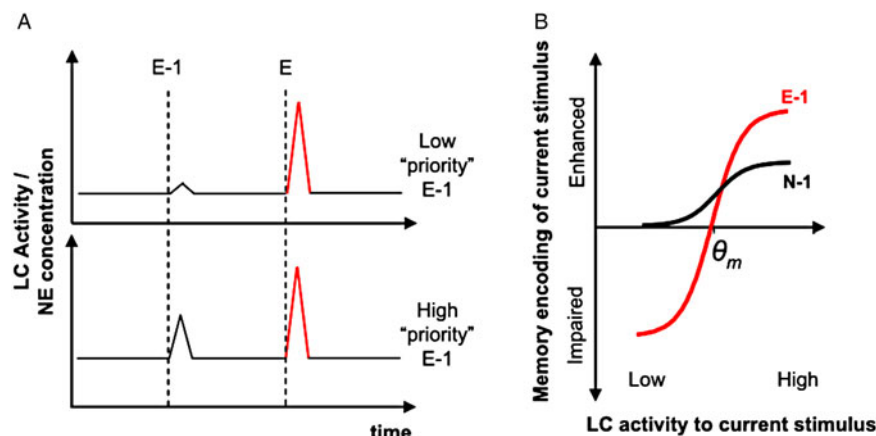 A
E-1
E
Low
"priority"
E-1
High
"priority"
E-1
LC Activity /
NE concentration
time
B
E-1
N-1
θm
Enhanced
Impaired
Memory encoding of current stimulus
Low
High
LC activity to current stimulus